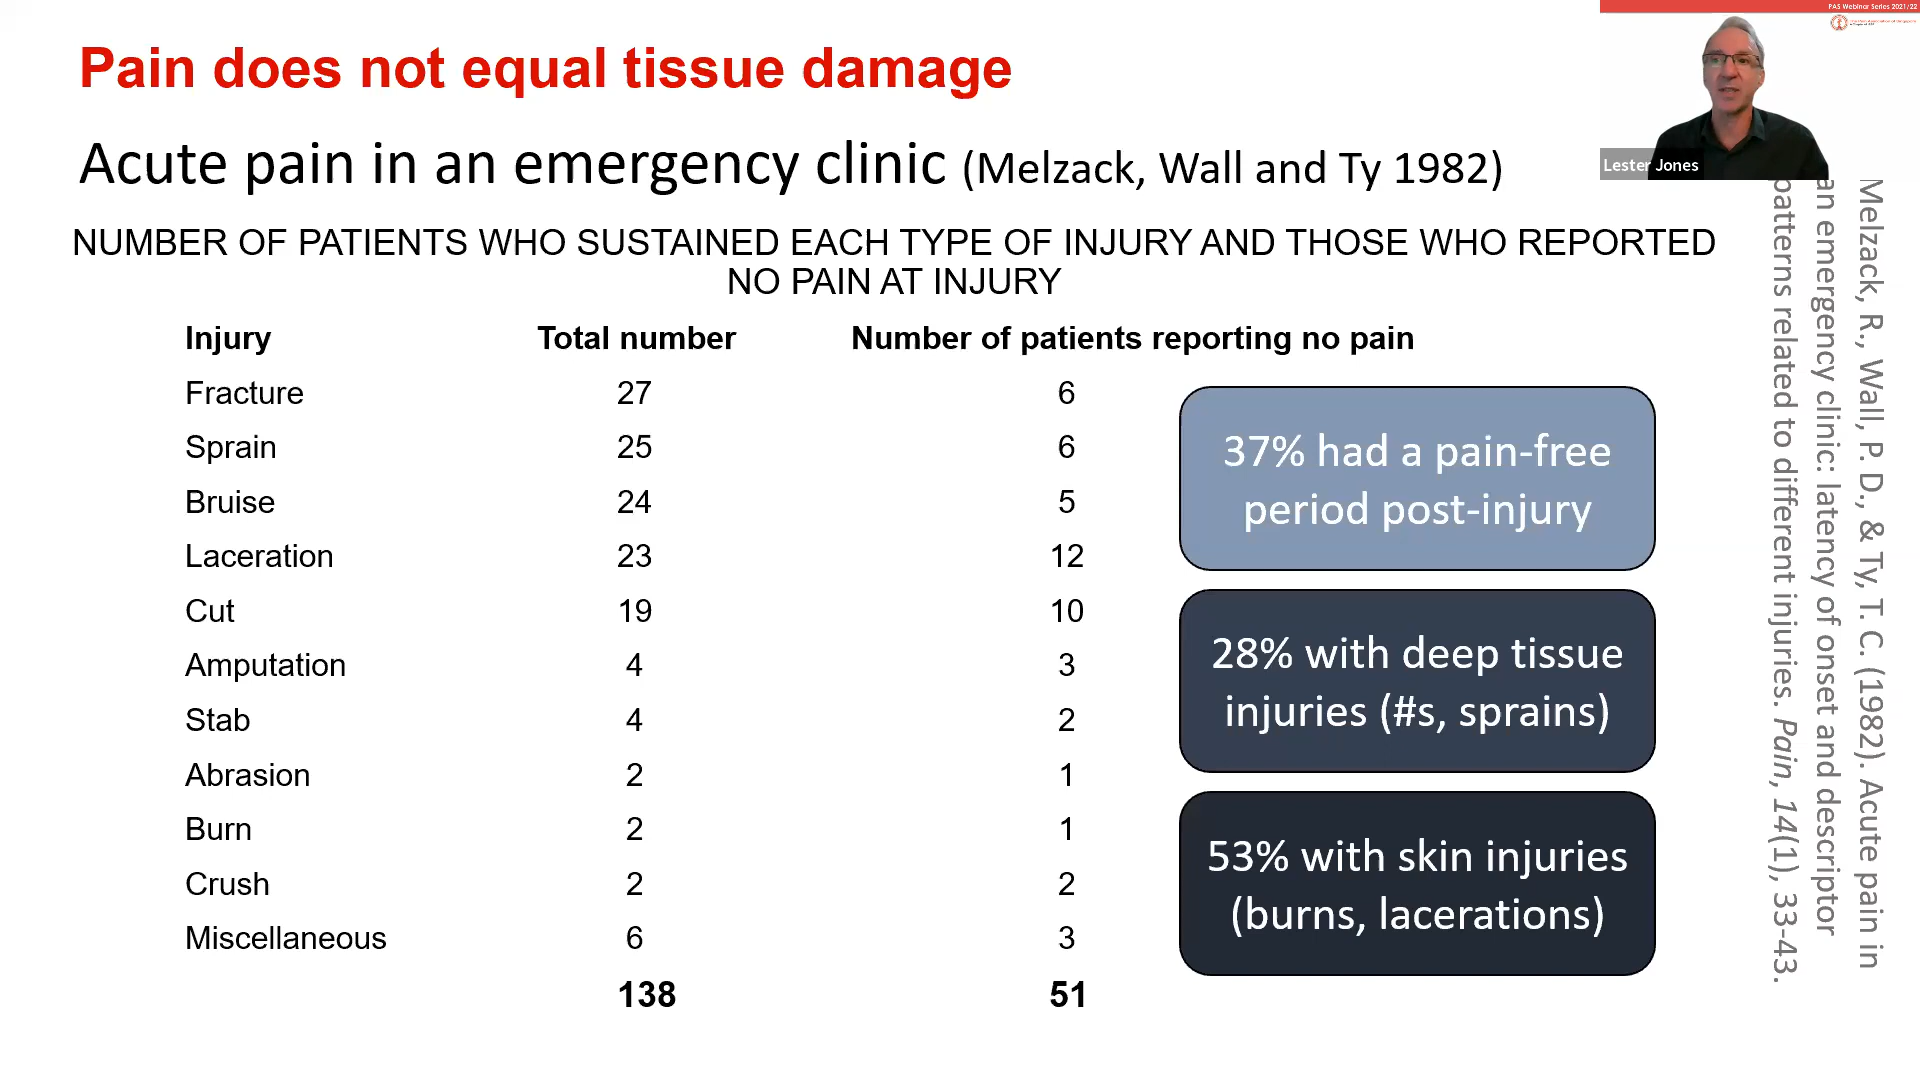 PAS Webinar Series 2021/22
Pain does not equal tissue damage
Acute pain in an emergency clinic (Melzack, Wall and Ty 1982)
Lester Jones
NUMBER OF PATIENTS WHO SUSTAINED EACH TYPE OF INJURY AND THOSE WHO REPORTED
NO PAIN AT INJURY
Injury Total number Number of patients reporting no pain
Fracture 27 6
Sprain 25 6
Bruise 24 5
Laceration 23 12
Cut 19 10
Amputation 4 3
Stab 4 2
Abrasion 2 1
Burn 2 1
Crush 2 2
Miscellaneous 6 3
138 51
37% had a pain-free
period post-injury
28% with deep tissue
injuries (#s, sprains)
53% with skin injuries
(burns, lacerations)
Melzack, R., Wall, P. D., & Ty, T. C. (1982). Acute pain in
an emergency clinic: latency of onset and descriptor
patterns related to different injuries. Pain, 14(1), 33-43.